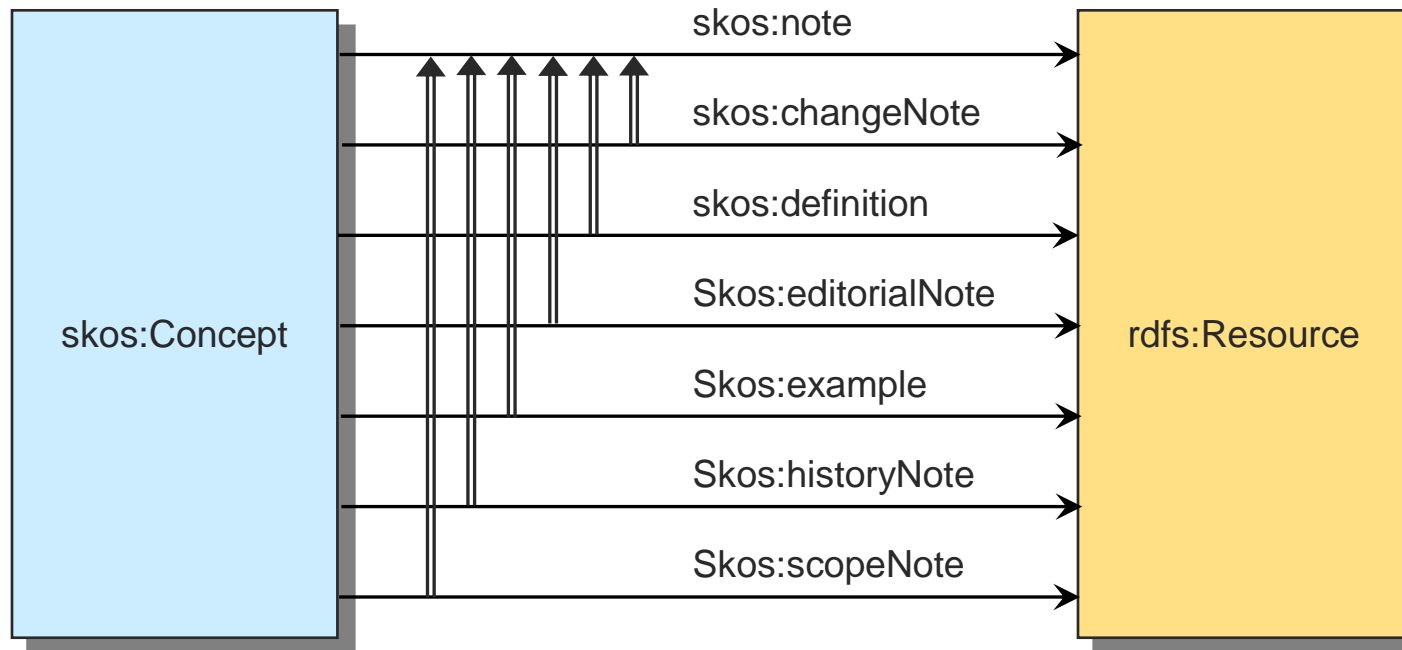 skos:note
skos:changeNote
skos:definition
Skos:editorialNote
skos:Concept
rdfs:Resource
Skos:example
Skos:historyNote
Skos:scopeNote